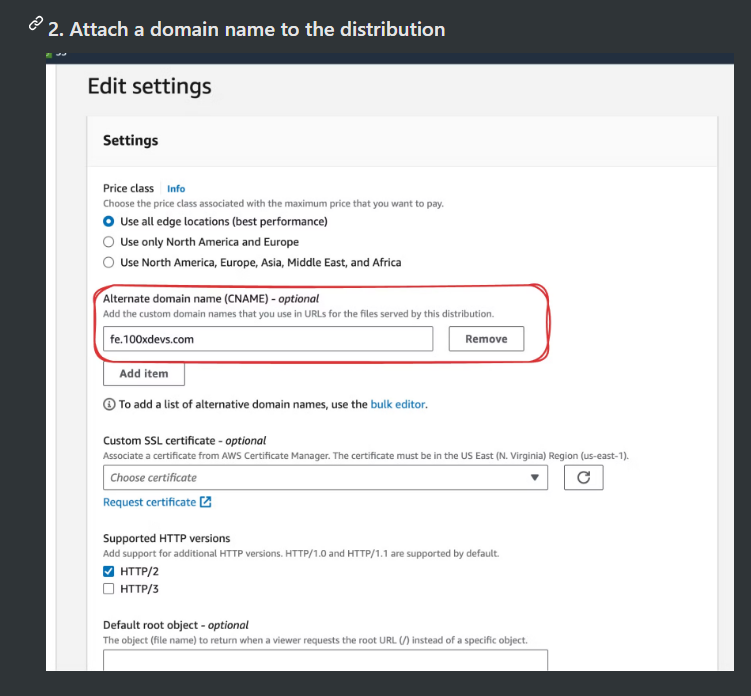 2. Attach a domain name to the distribution
Edit settings
Settings
Price class Info
Choose the price class associated with the maximum price that you want to pay.
Use all edge locations (best performance)
Use only North America and Europe
Use North America, Europe, Asia, Middle East, and Africa
Alternate domain name (CNAME) - optional
Add the custom domain names that you use in URLs for the files served by this distribution.
fe.100xdevs.com Remove
Add item
To add a list of alternative domain names, use the bulk editor.
Custom SSL certificate - optional
Associate a certificate from AWS Certificate Manager. The certificate must be in the US East (N. Virginia) Region (us-east-1).
Choose certificate
Request certificate
Supported HTTP versions
Add support for additional HTTP versions. HTTP/1.0 and HTTP/1.1 are supported by default.
HTTP/2
HTTP/3
Default root object - optional
The object (file name) to return when a viewer requests the root URL (/) instead of a specific object.